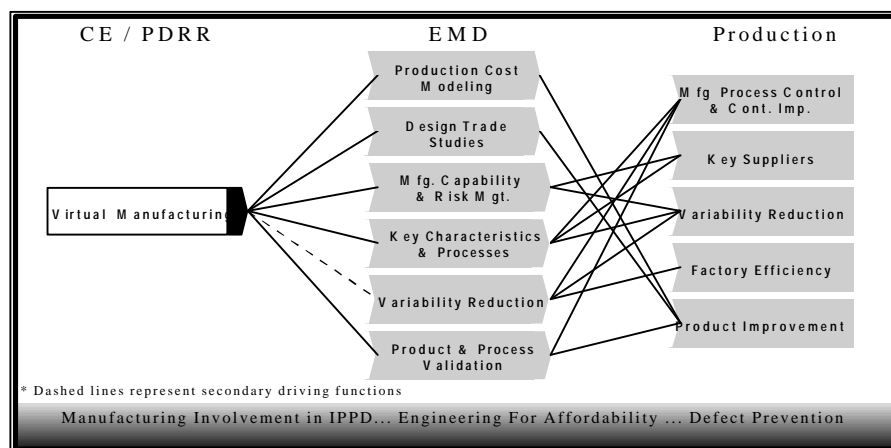 CE / PDRR
EMD
Production
Production Cost
Modeling
Design Trade
Studies
Mfg. Capability
& Risk Mgt.
Key Characteristics
& Processes
Variability Reduction
Product & Process
Validation
Virtual Manufacturing
Mfg Process Control
& Cont. Imp.
Key Suppliers
Variability Reduction
Factory Efficiency
Product Improvement
* Dashed lines represent secondary driving functions
Manufacturing Involvement in IPPD... Engineering For Affordability ... Defect Prevention